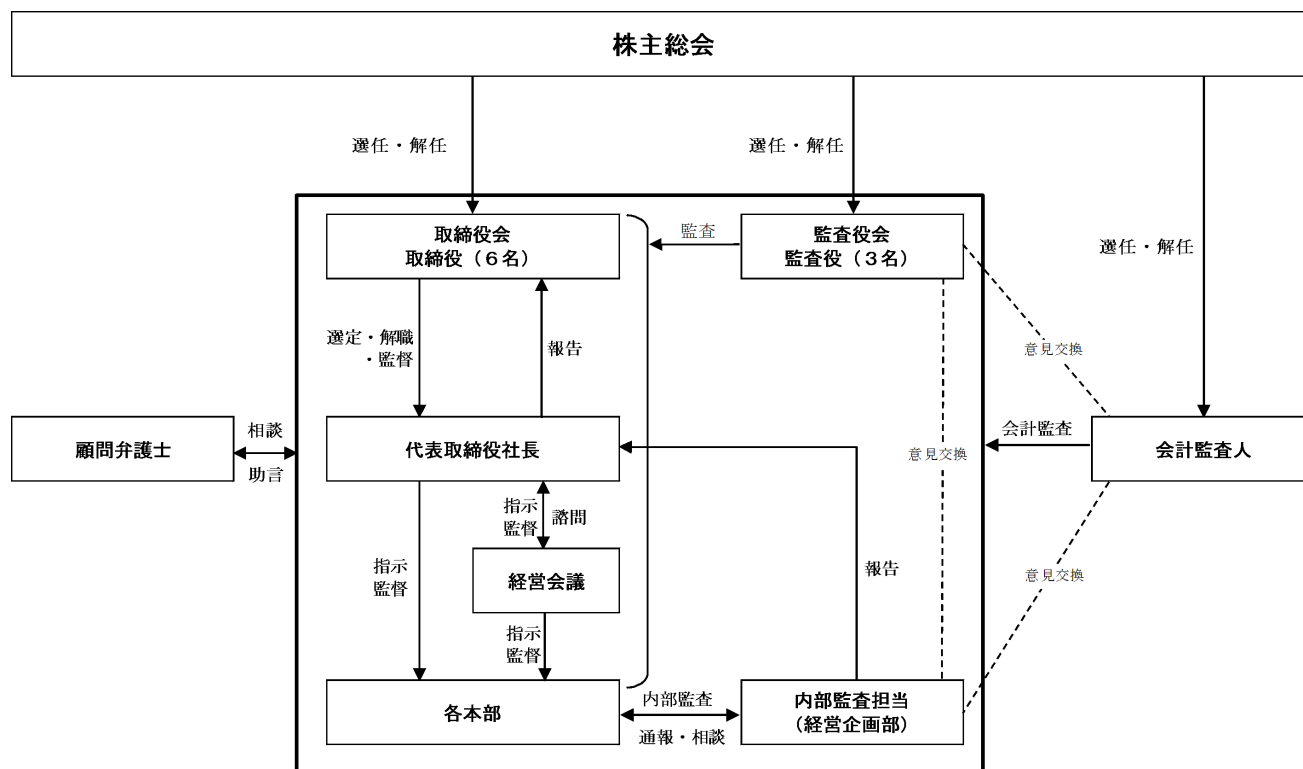 株主総会
選任・解任
選任・解任
選任・解任
取締役会
取締役（６名）
監査
監査役会
監査役（３名）
選定・解職
・監督
報告
意見交換
顧問弁護士
相談
助言
代表取締役社長
意見交換
会計監査
会計監査人
指示
監督
諮問
指示
監督
経営会議
報告
意見交換
指示
監督
各本部
内部監査
通報・相談
内部監査担当
（経営企画部）